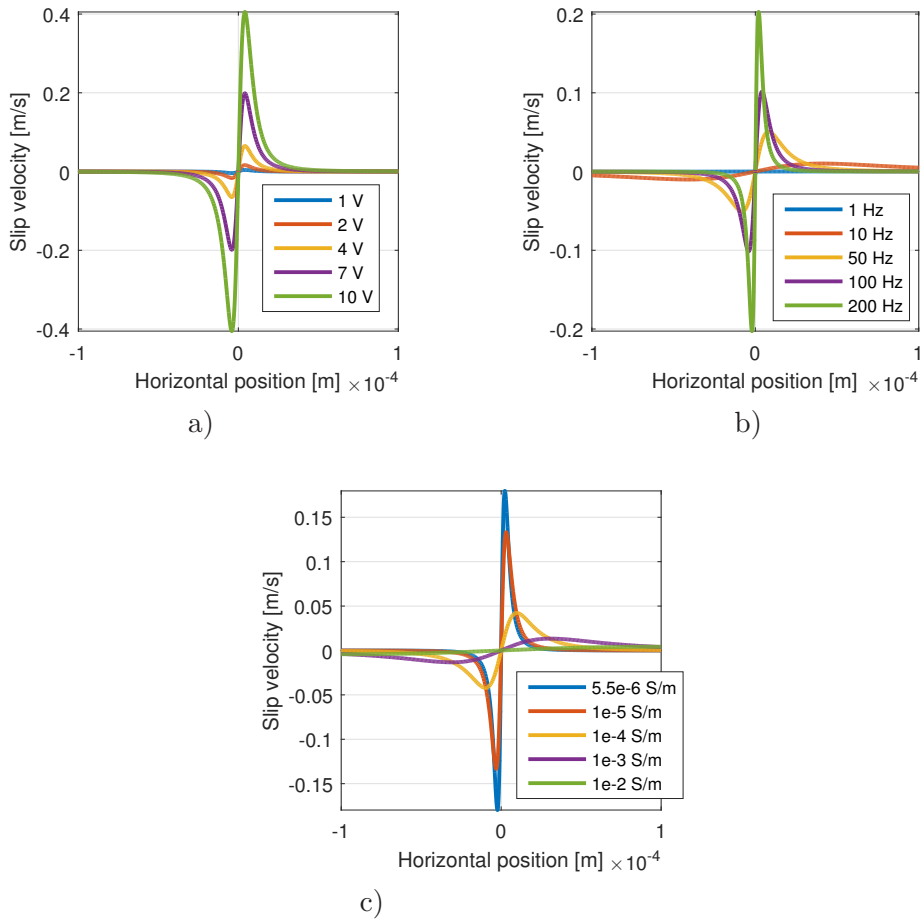 Slip velocity [m/s]
0.4
0.2
0
-0.2
-0.4
1 V
2 V
4 V
7 V
10 V
-1
0
1
Horizontal position [m] ×10⁻⁴
a)
Slip velocity [m/s]
0.2
0.1
0
-0.1
-0.2
1 Hz
10 Hz
50 Hz
100 Hz
200 Hz
-1
0
1
Horizontal position [m] ×10⁻⁴
b)
Slip velocity [m/s]
0.15
0.1
0.05
0
-0.05
-0.1
-0.15
5.5e-6 S/m
1e-5 S/m
1e-4 S/m
1e-3 S/m
1e-2 S/m
-1
0
1
Horizontal position [m] ×10⁻⁴
c)